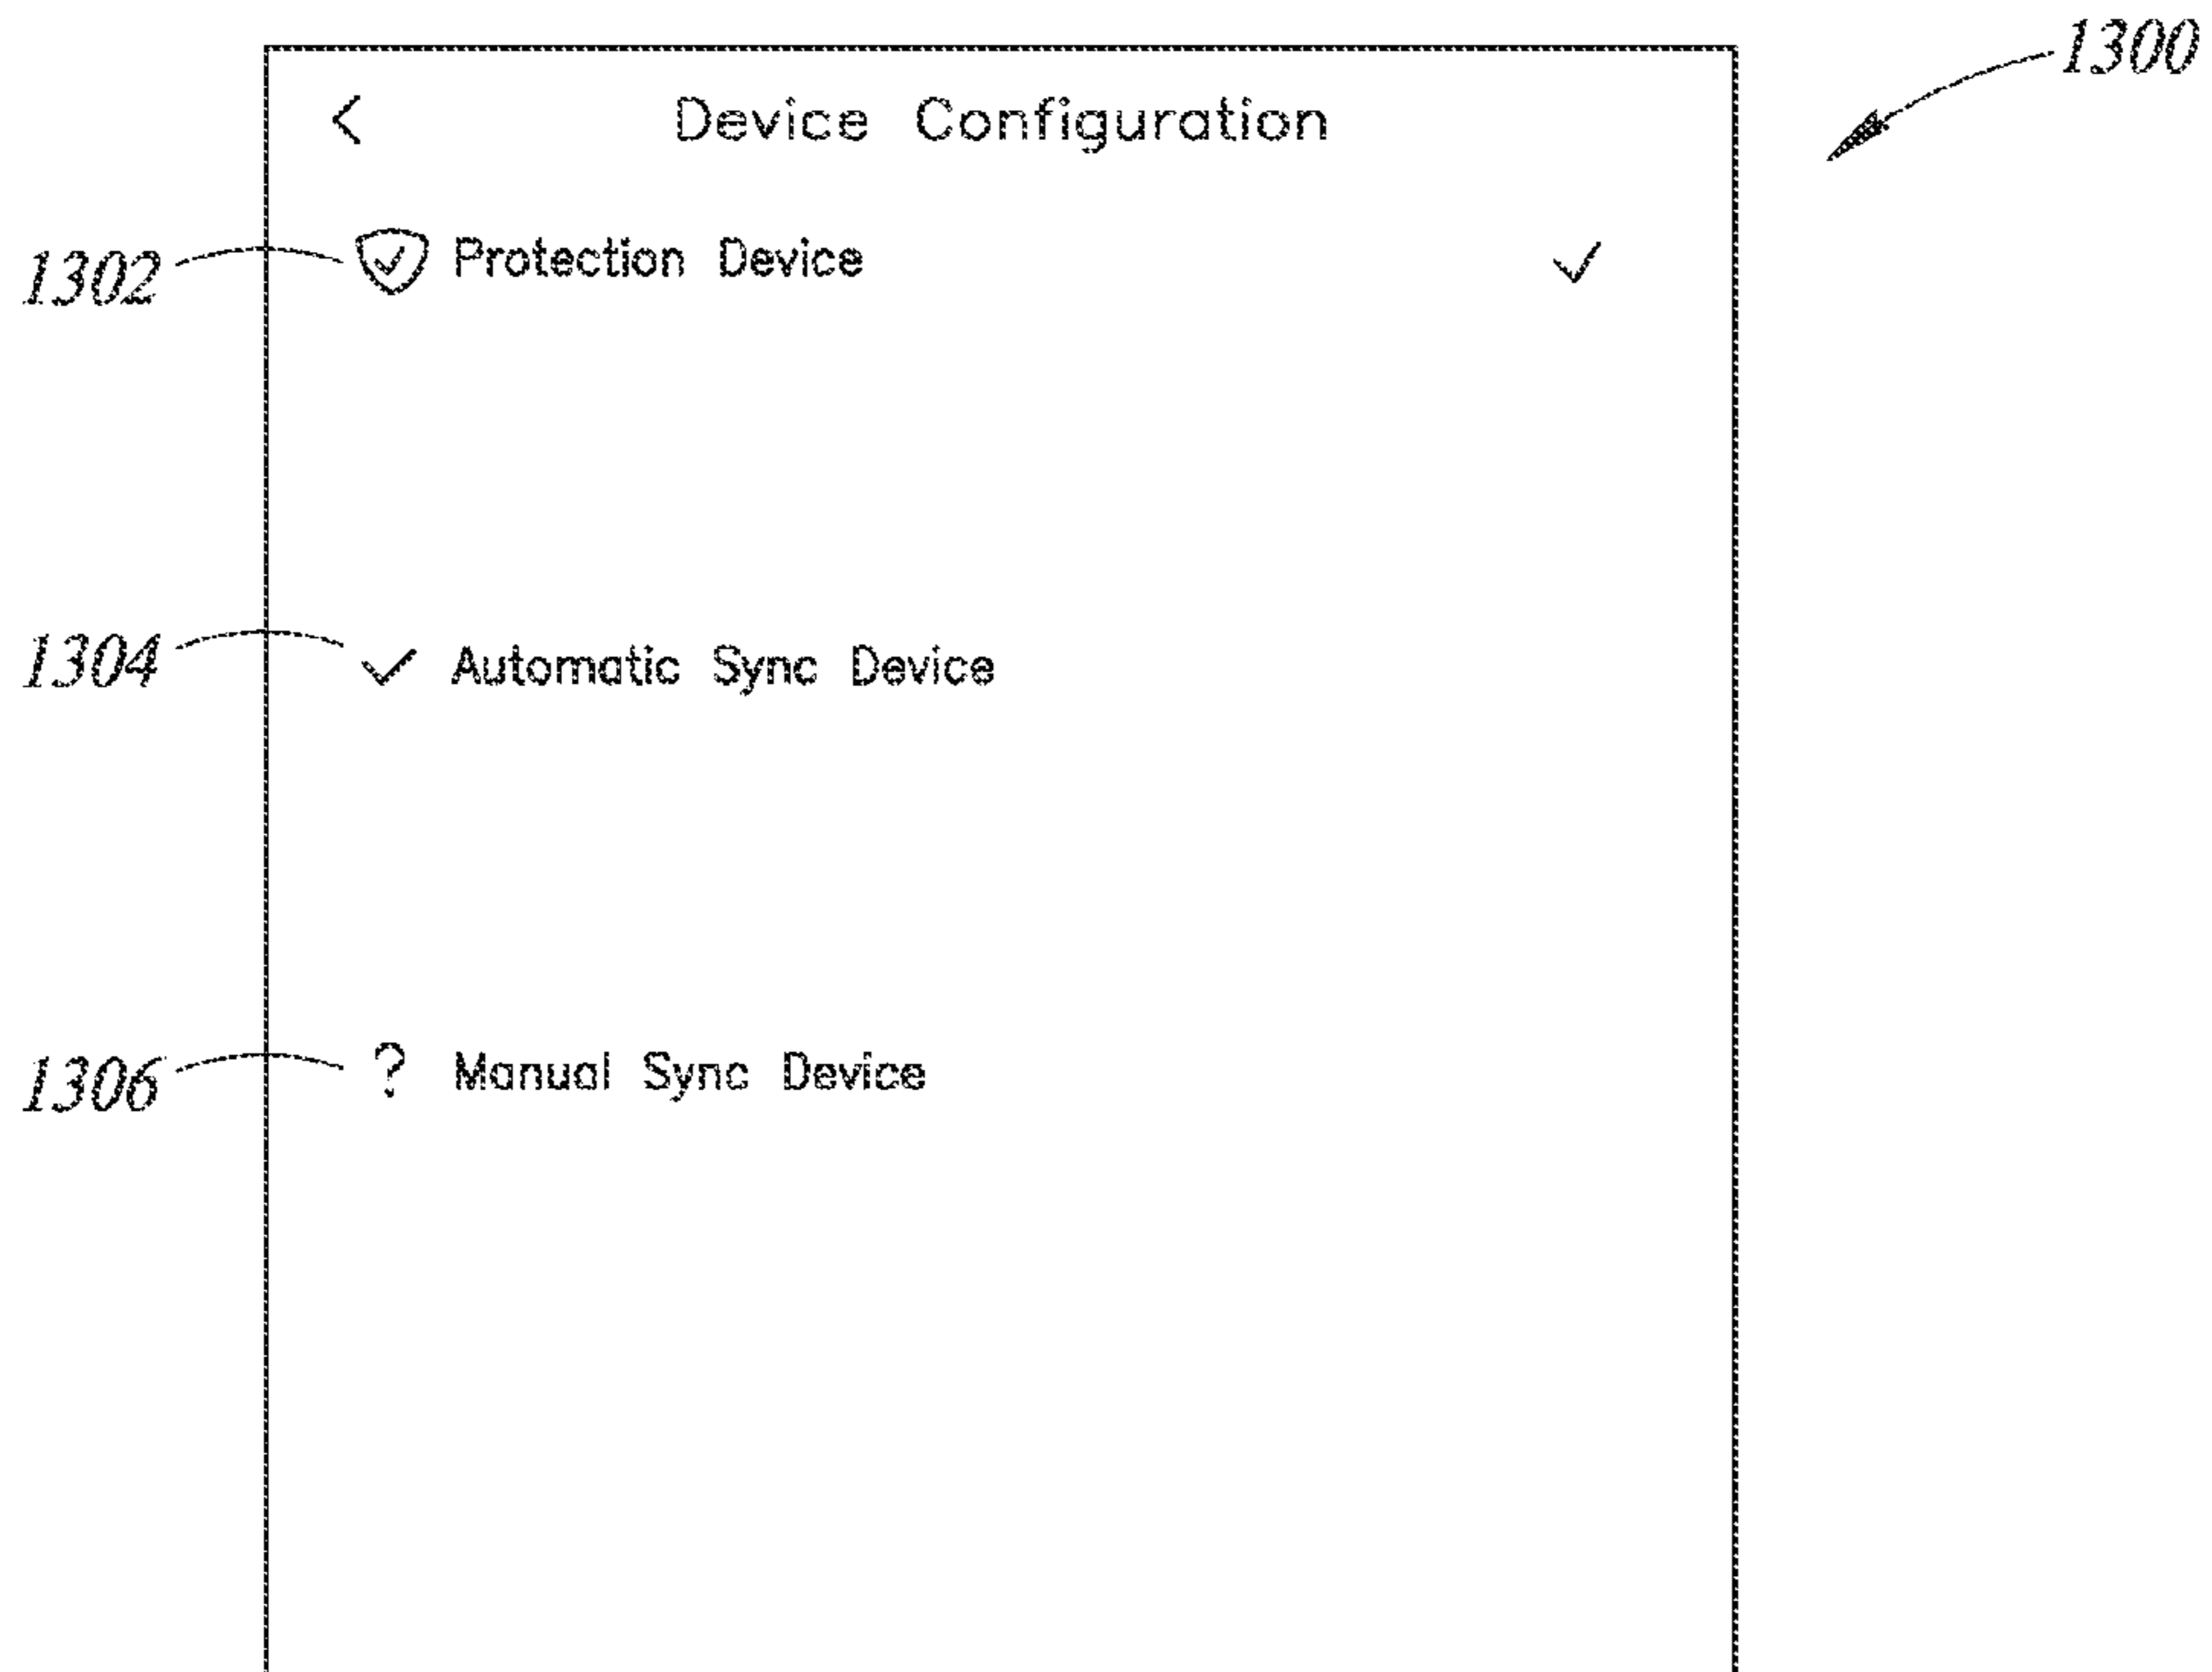 1300
< Device Configuration
1302 Protection Device ✓
1304 ✓ Automatic Sync Device
1306 ? Manual Sync Device